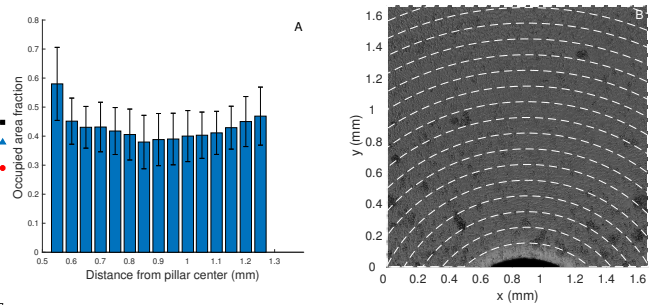 A
Occupied area fraction
0.8
0.7
0.6
0.5
0.4
0.3
0.2
0.1
0
0.5 0.6 0.7 0.8 0.9 1.0 1.1 1.2 1.3
Distance from pillar center (mm)
B
y (mm)
1.6
1.4
1.2
1
0.8
0.6
0.4
0.2
0
0 0.2 0.4 0.6 0.8 1 1.2 1.4 1.6
x (mm)